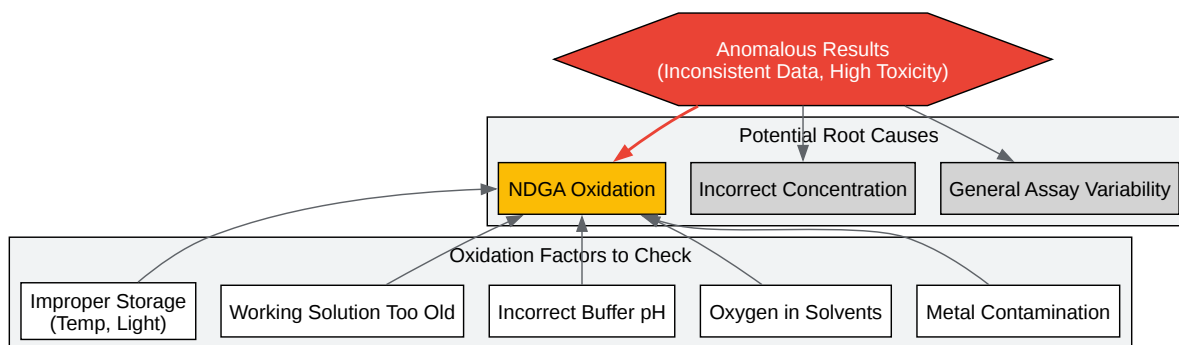 Anomalous Results
(Inconsistent Data, High Toxicity)
Potential Root Causes
NDGA Oxidation
Incorrect Concentration
General Assay Variability
Oxidation Factors to Check
Improper Storage
(Temp, Light)
Working Solution Too Old
Incorrect Buffer pH
Oxygen in Solvents
Metal Contamination